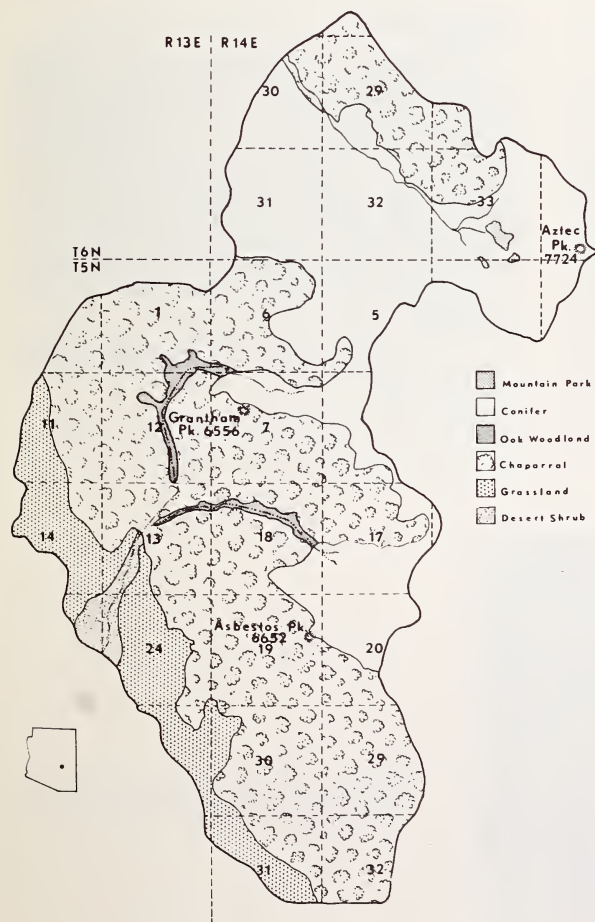 R13E R14E
30 29
31 32 33
Aztec
Pk.
7724
T6N
T5N
1 6 5
Mountain Park
Conifer
Oak Woodland
Chaparral
Grassland
Desert Shrub
11 12 Grantham 7
Pk. 6556
14 13 18 17
Asbestos Pk.
6652
24 19 20
30 29
31 32